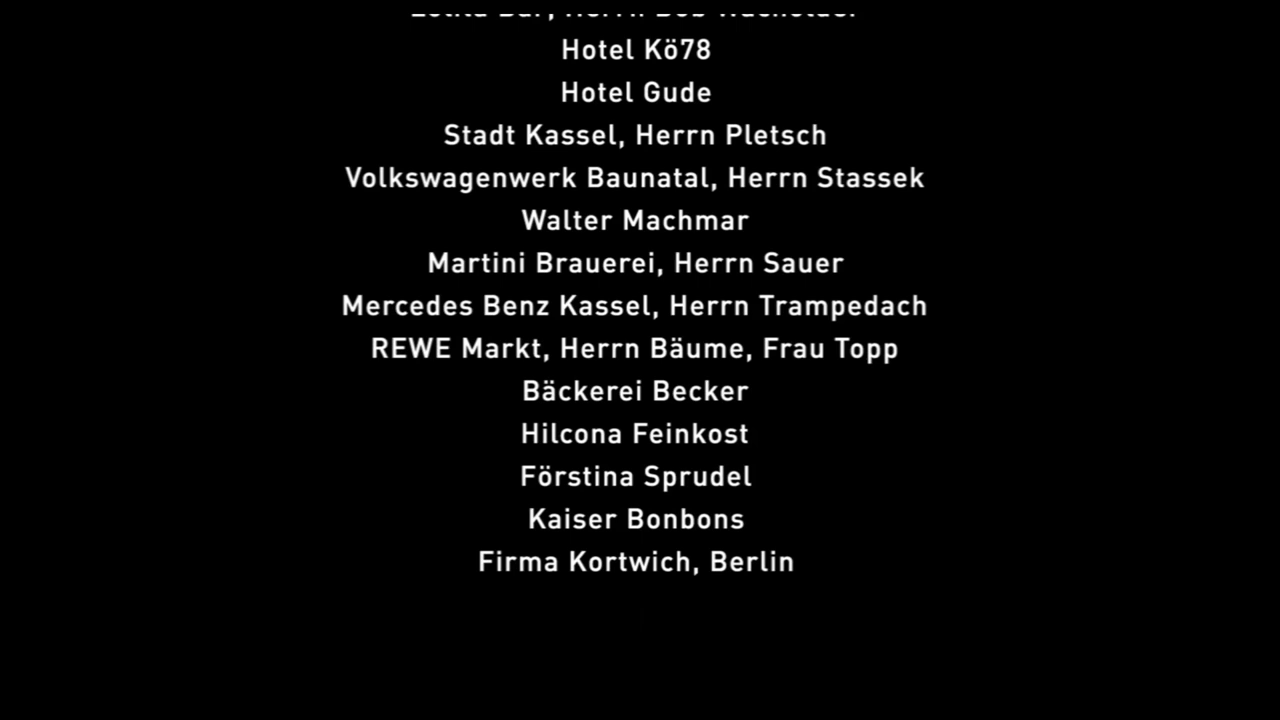 Hotel Kö78
Hotel Gude
Stadt Kassel, Herrn Pletsch
Volkswagenwerk Baunatal, Herrn Stassek
Walter Machmar
Martini Brauerei, Herrn Sauer
Mercedes Benz Kassel, Herrn Trampedach
REWE Markt, Herrn Bäume, Frau Topp
Bäckerei Becker
Hilcona Feinkost
Förstina Sprudel
Kaiser Bonbons
Firma Kortwich, Berlin